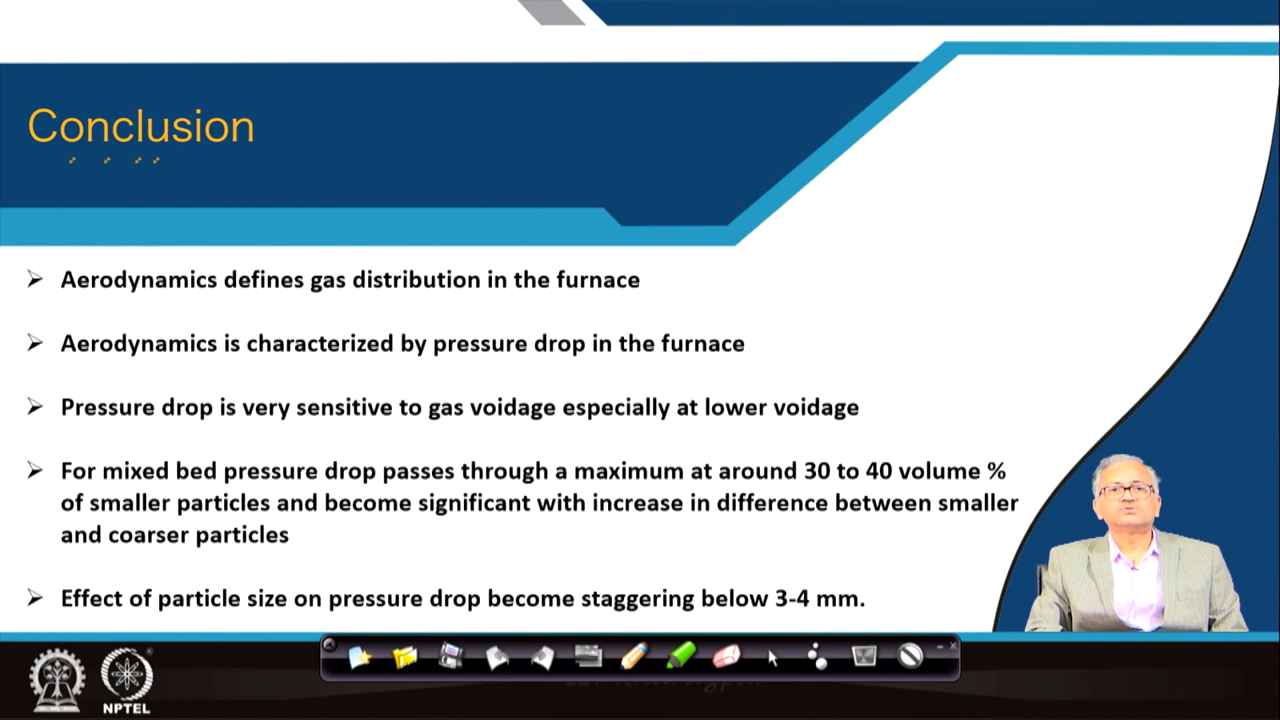 Conclusion
➢ Aerodynamics defines gas distribution in the furnace
➢ Aerodynamics is characterized by pressure drop in the furnace
➢ Pressure drop is very sensitive to gas voidage especially at lower voidage
➢ For mixed bed pressure drop passes through a maximum at around 30 to 40 volume %
of smaller particles and become significant with increase in difference between smaller
and coarser particles
➢ Effect of particle size on pressure drop become staggering below 3-4 mm.
NPTEL